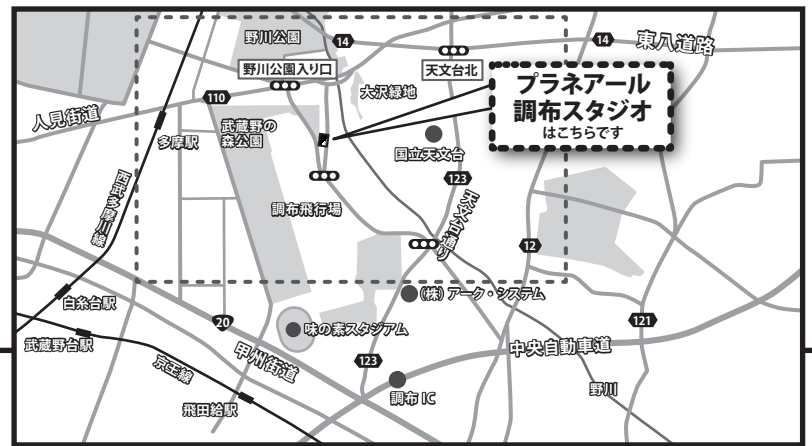 野川公園
14
14
東八道路
野川公園入り口
天文台北
プラネアール
調布スタジオ
はこちらです
110
大沢緑地
人見街道
武蔵野の
森公園
多摩駅
国立天文台
西武多摩川線
123
調布飛行場
天文台通り
12
白糸台駅
(株)アーク・システム
20
味の素スタジアム
121
武蔵野台駅
甲州街道
123
中央自動車道
京王線
調布 IC
野川
飛田給駅